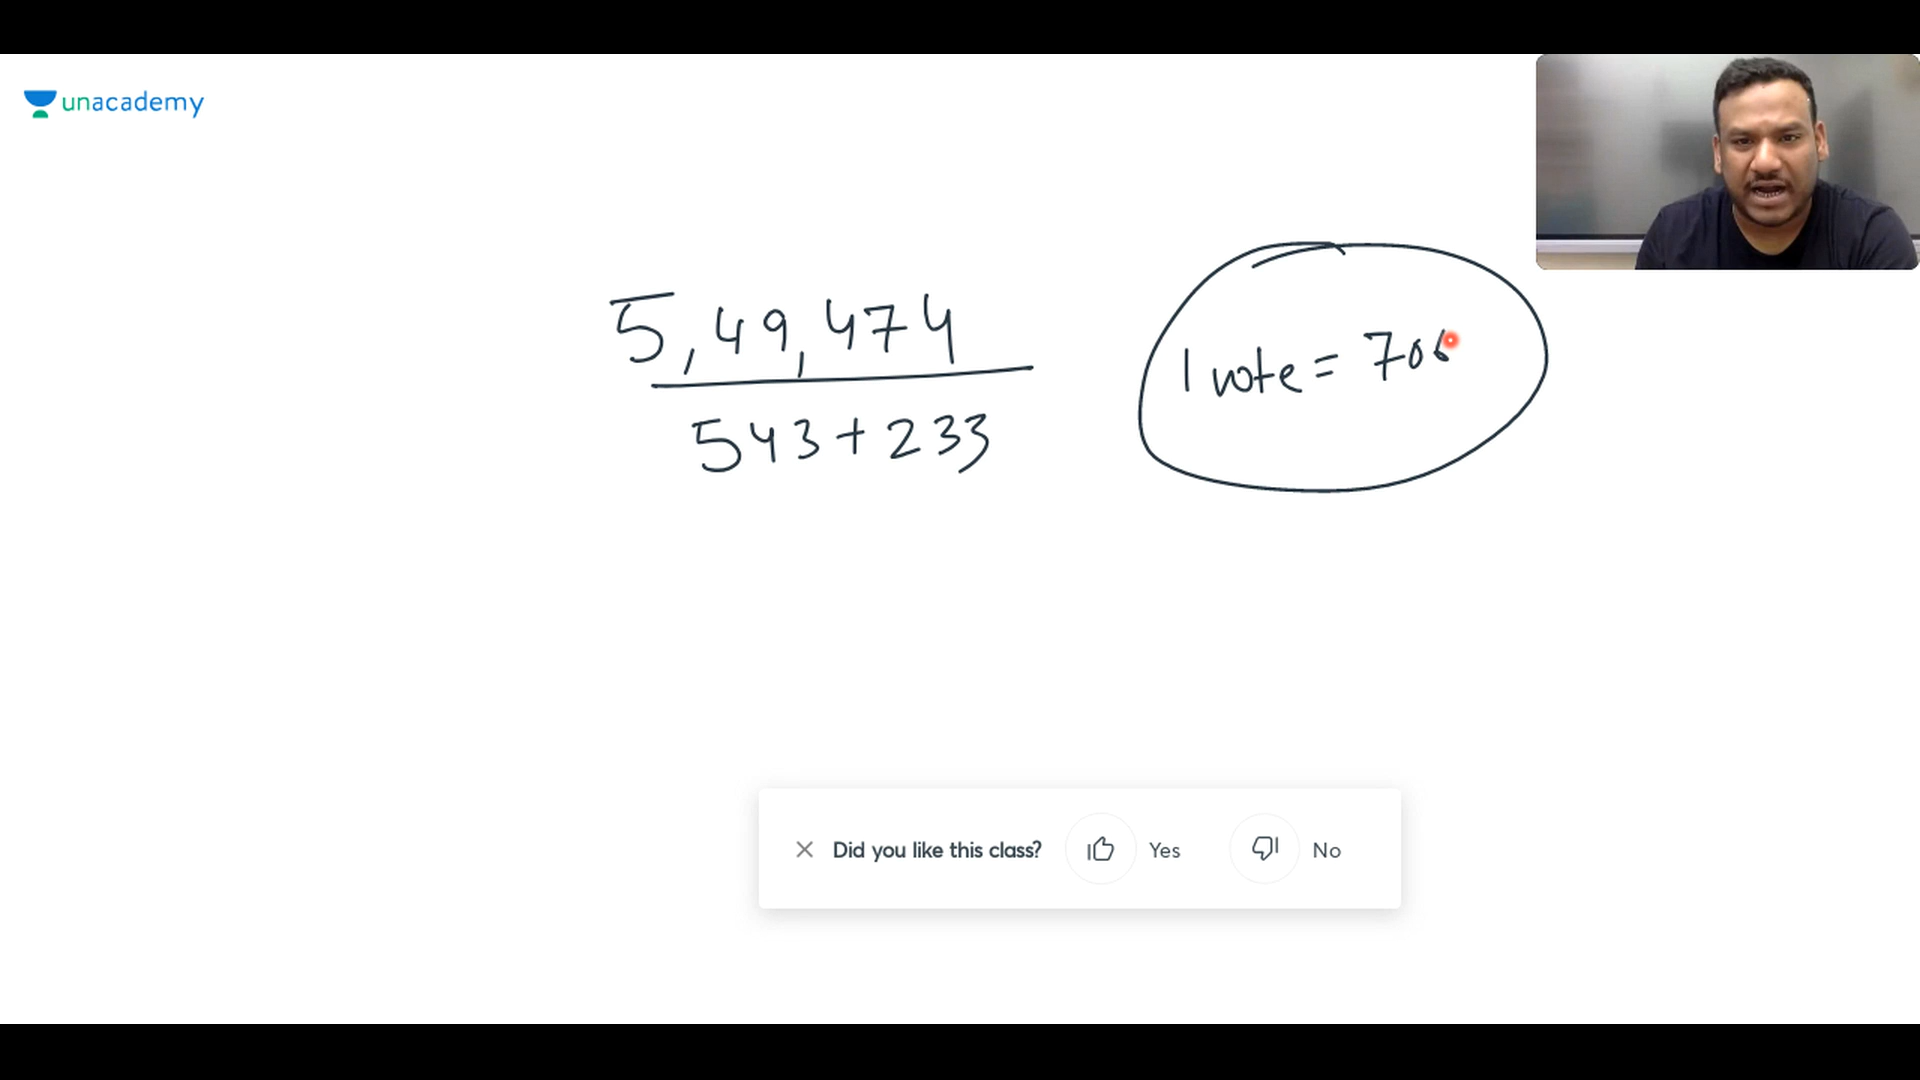 unacademy
5,49,474
543+233
1 vote = 706
Did you like this class? Yes No